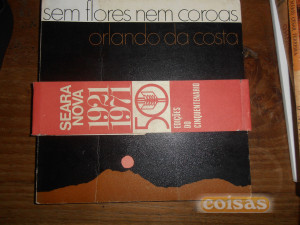 sem flores nem coroas
orlando da costa
SEARA
NOVA
1921
1971
50
EDIÇÕES
DO
CINQUENTENÁRIO
coisas